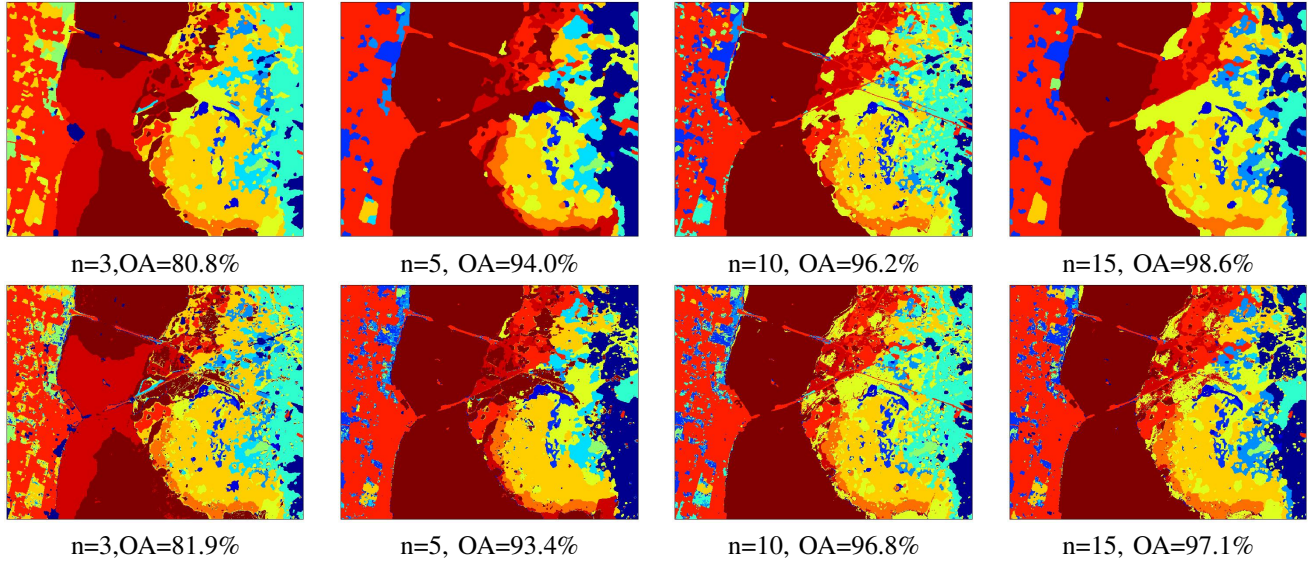 n=3,OA=80.8%
n=5, OA=94.0%
n=10, OA=96.2%
n=15, OA=98.6%
n=3,OA=81.9%
n=5, OA=93.4%
n=10, OA=96.8%
n=15, OA=97.1%